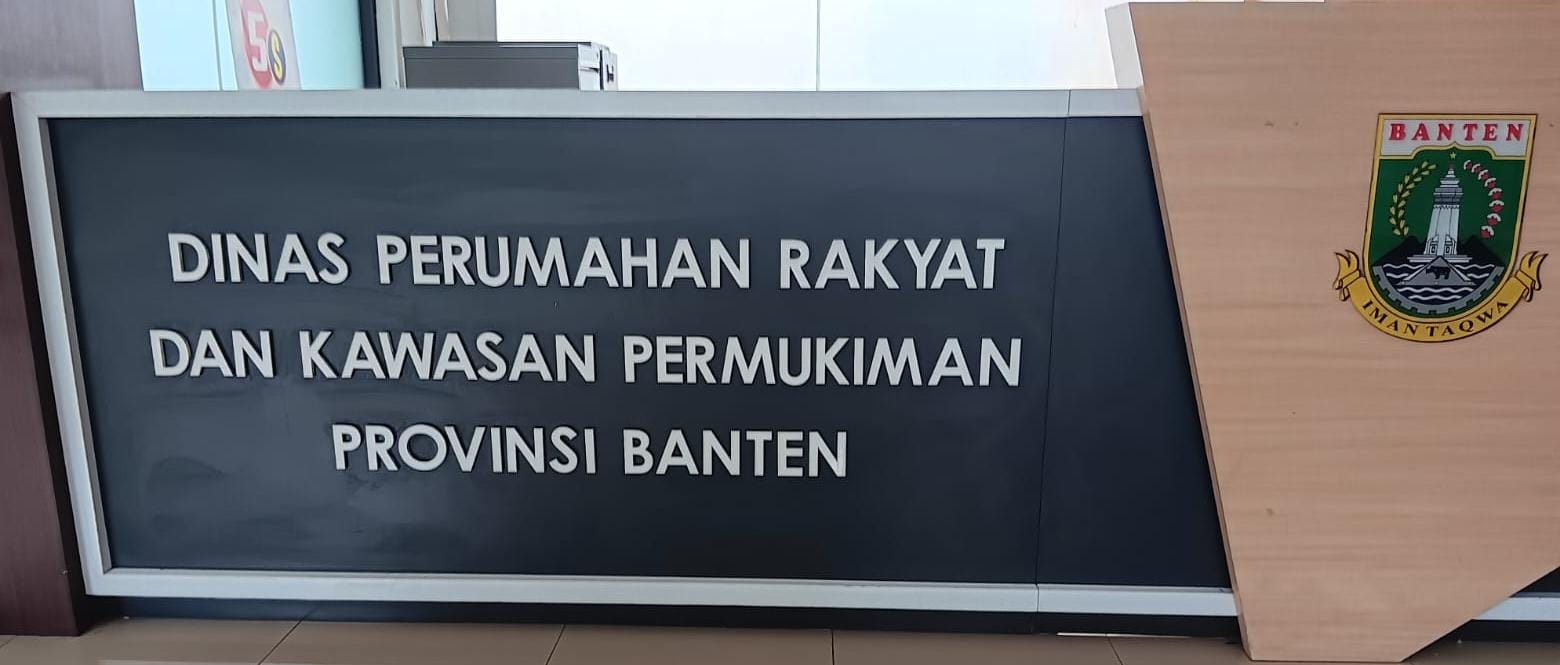 5S
DINAS PERUMAHAN RAKYAT
DAN KAWASAN PERMUKIMAN
PROVINSI BANTEN
BANTEN
IMAN TAQWA